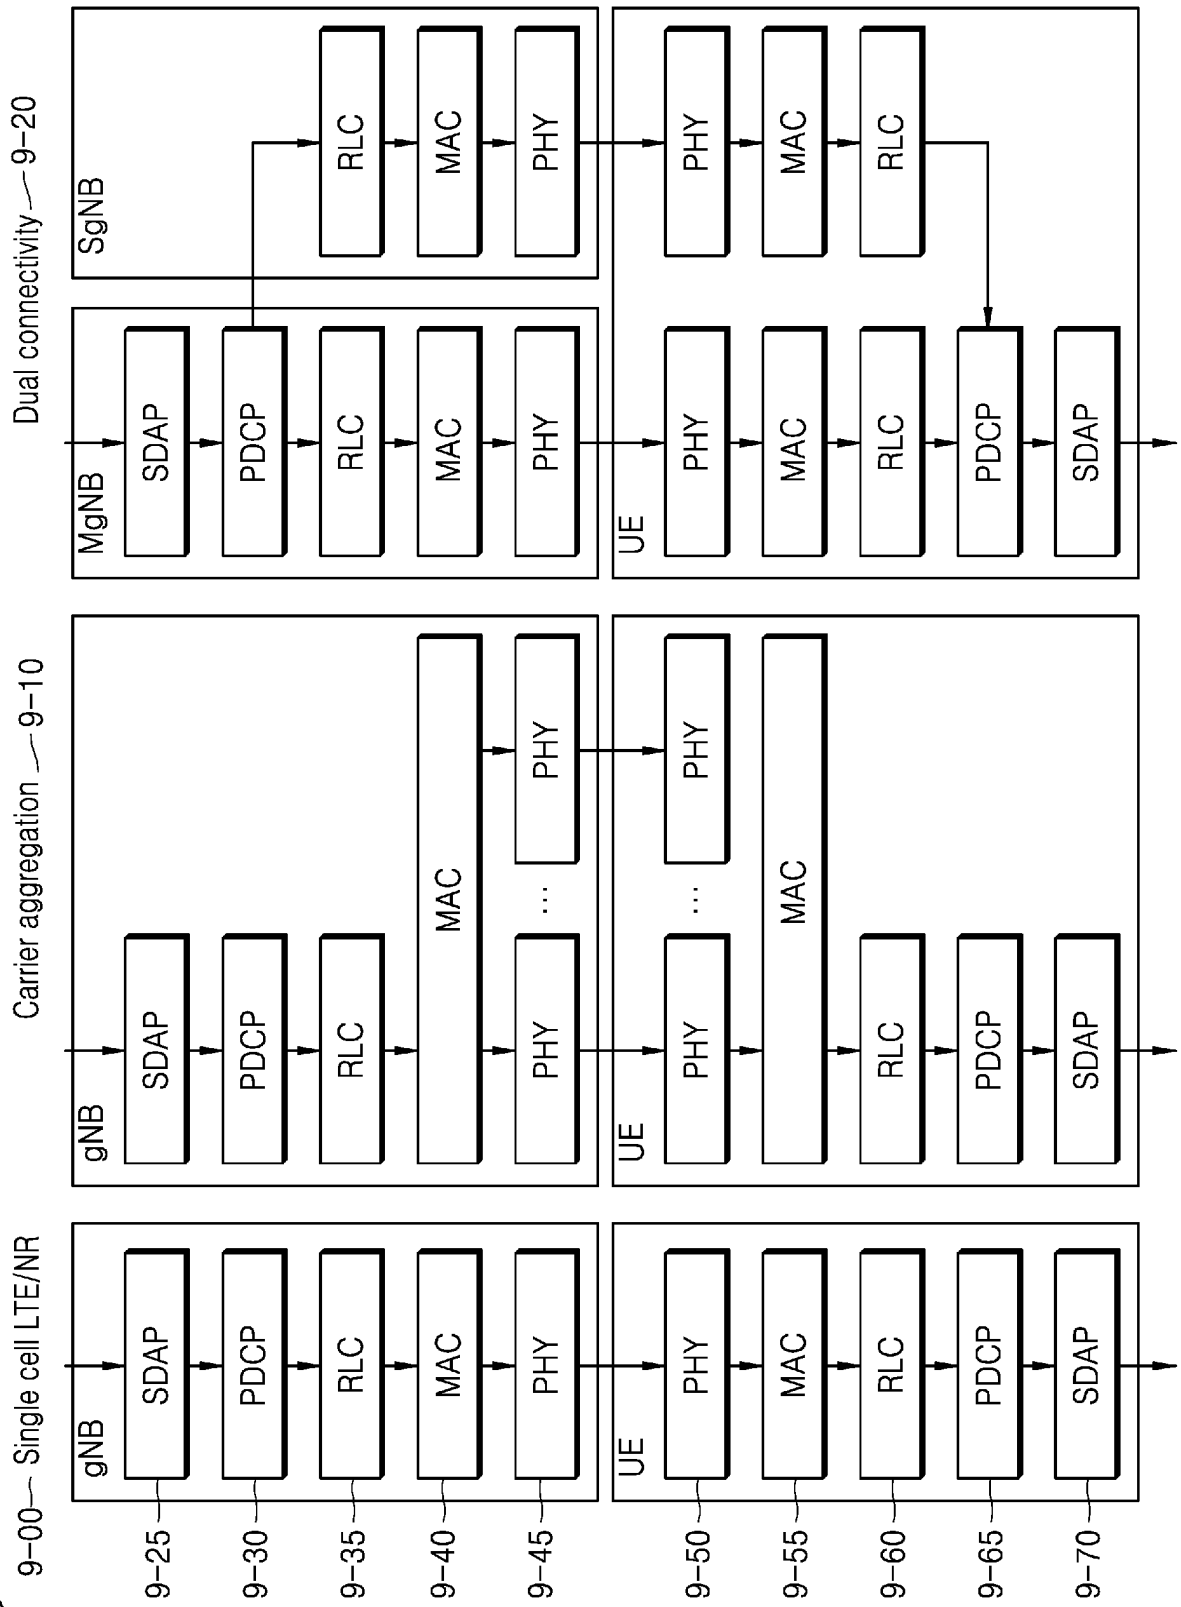 9-00 Single cell LTE/NR
Carrier aggregation 9-10
Dual connectivity 9-20
gNB
gNB
MgNB
SgNB
9-25
SDAP
SDAP
SDAP
9-30
PDCP
PDCP
PDCP
9-35
RLC
RLC
RLC
RLC
9-40
MAC
MAC
MAC
MAC
9-45
PHY
PHY
...
PHY
PHY
PHY
UE
UE
UE
9-50
PHY
PHY
...
PHY
PHY
PHY
9-55
MAC
MAC
MAC
MAC
9-60
RLC
RLC
RLC
RLC
9-65
PDCP
PDCP
PDCP
9-70
SDAP
SDAP
SDAP